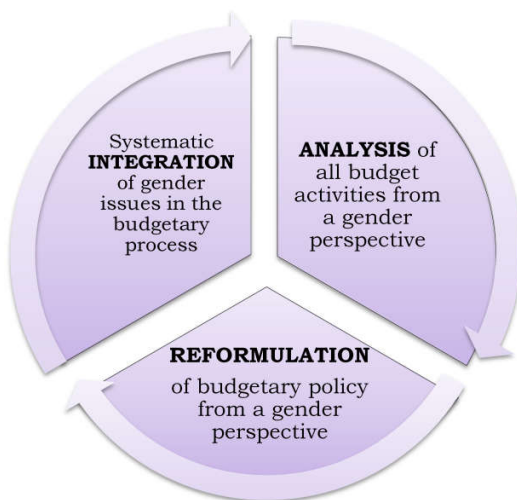 Systematic
INTEGRATION
of gender
issues in the
budgetary
process
ANALYSIS of
all budget
activities from
a gender
perspective
REFORMULATION
of budgetary policy
from a gender
perspective